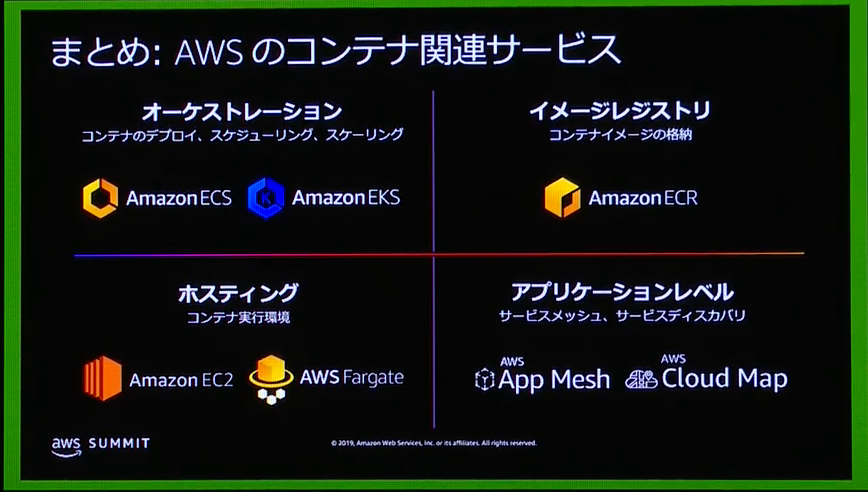 まとめ: AWS のコンテナ関連サービス
オーケストレーション
コンテナのデプロイ、スケジューリング、スケーリング
Amazon ECS
Amazon EKS
イメージレジストリ
コンテナイメージの格納
Amazon ECR
ホスティング
コンテナ実行環境
Amazon EC2
AWS Fargate
アプリケーションレベル
サービスメッシュ、サービスディスカバリ
AWS
App Mesh
AWS
Cloud Map
aws SUMMIT
© 2019, Amazon Web Services, Inc. or its affiliates. All rights reserved.